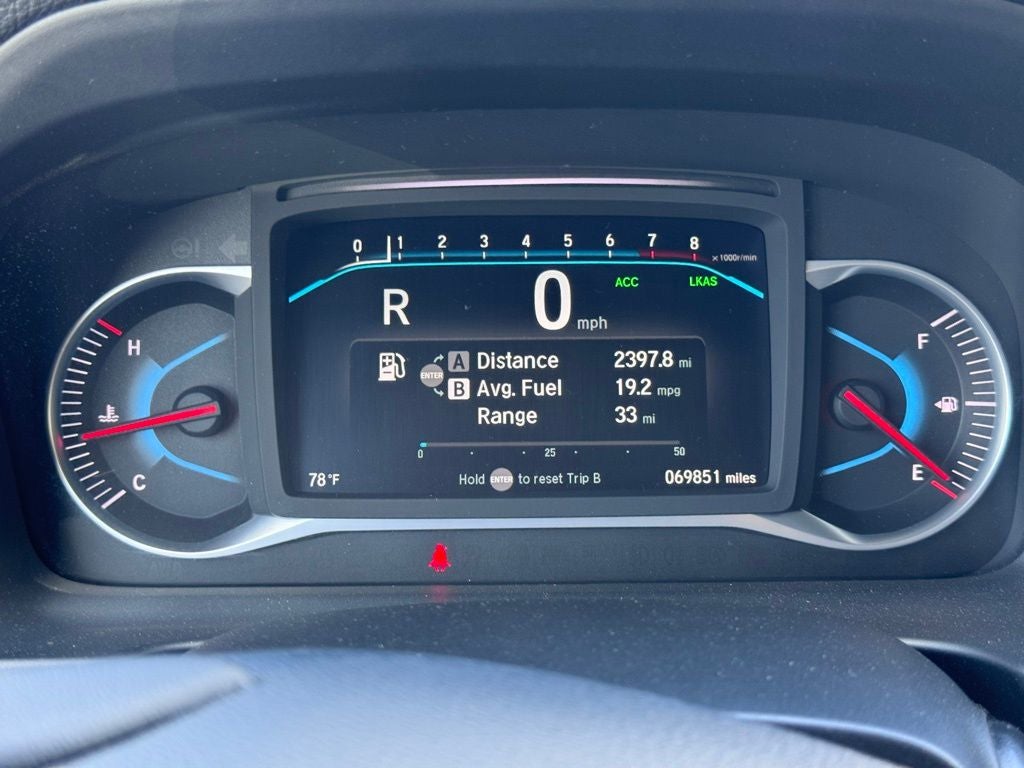 0 1 2 3 4 5 6 7 8 x1000r/min
ACC LKAS
R 0 mph
H
F
A Distance 2397.8 mi
ENTER
B Avg. Fuel 19.2 mpg
Range 33 mi
0 25 50
C
E
78°F Hold ENTER to reset Trip B 069851 miles